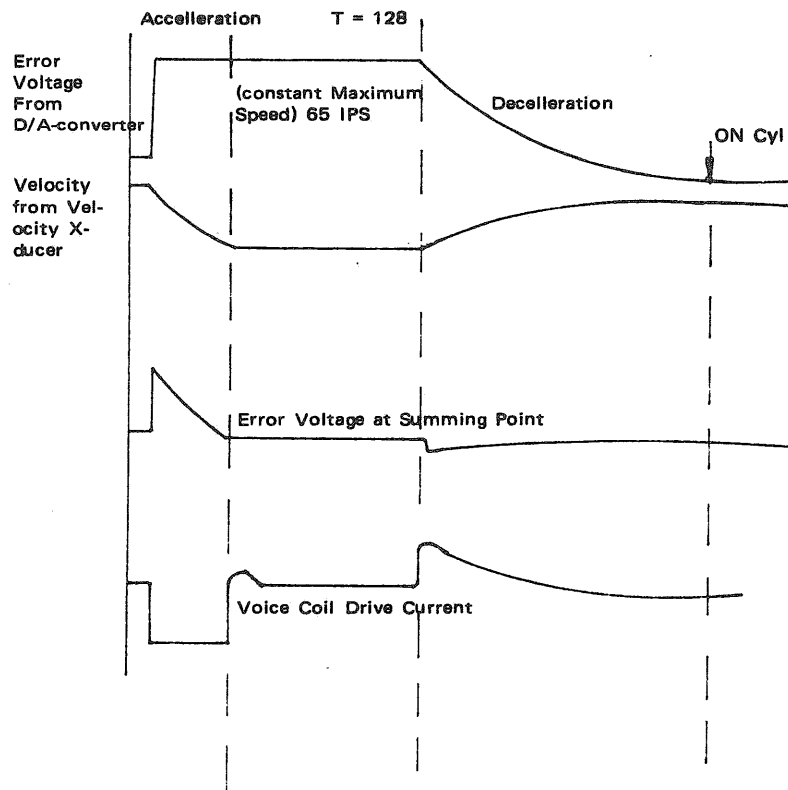 Accelleration T = 128
Error
Voltage
From
D/A-converter
(constant Maximum
Speed) 65 IPS
Decelleration
ON Cyl
Velocity
from Vel-
ocity X-
ducer
Error Voltage at Summing Point
Voice Coil Drive Current